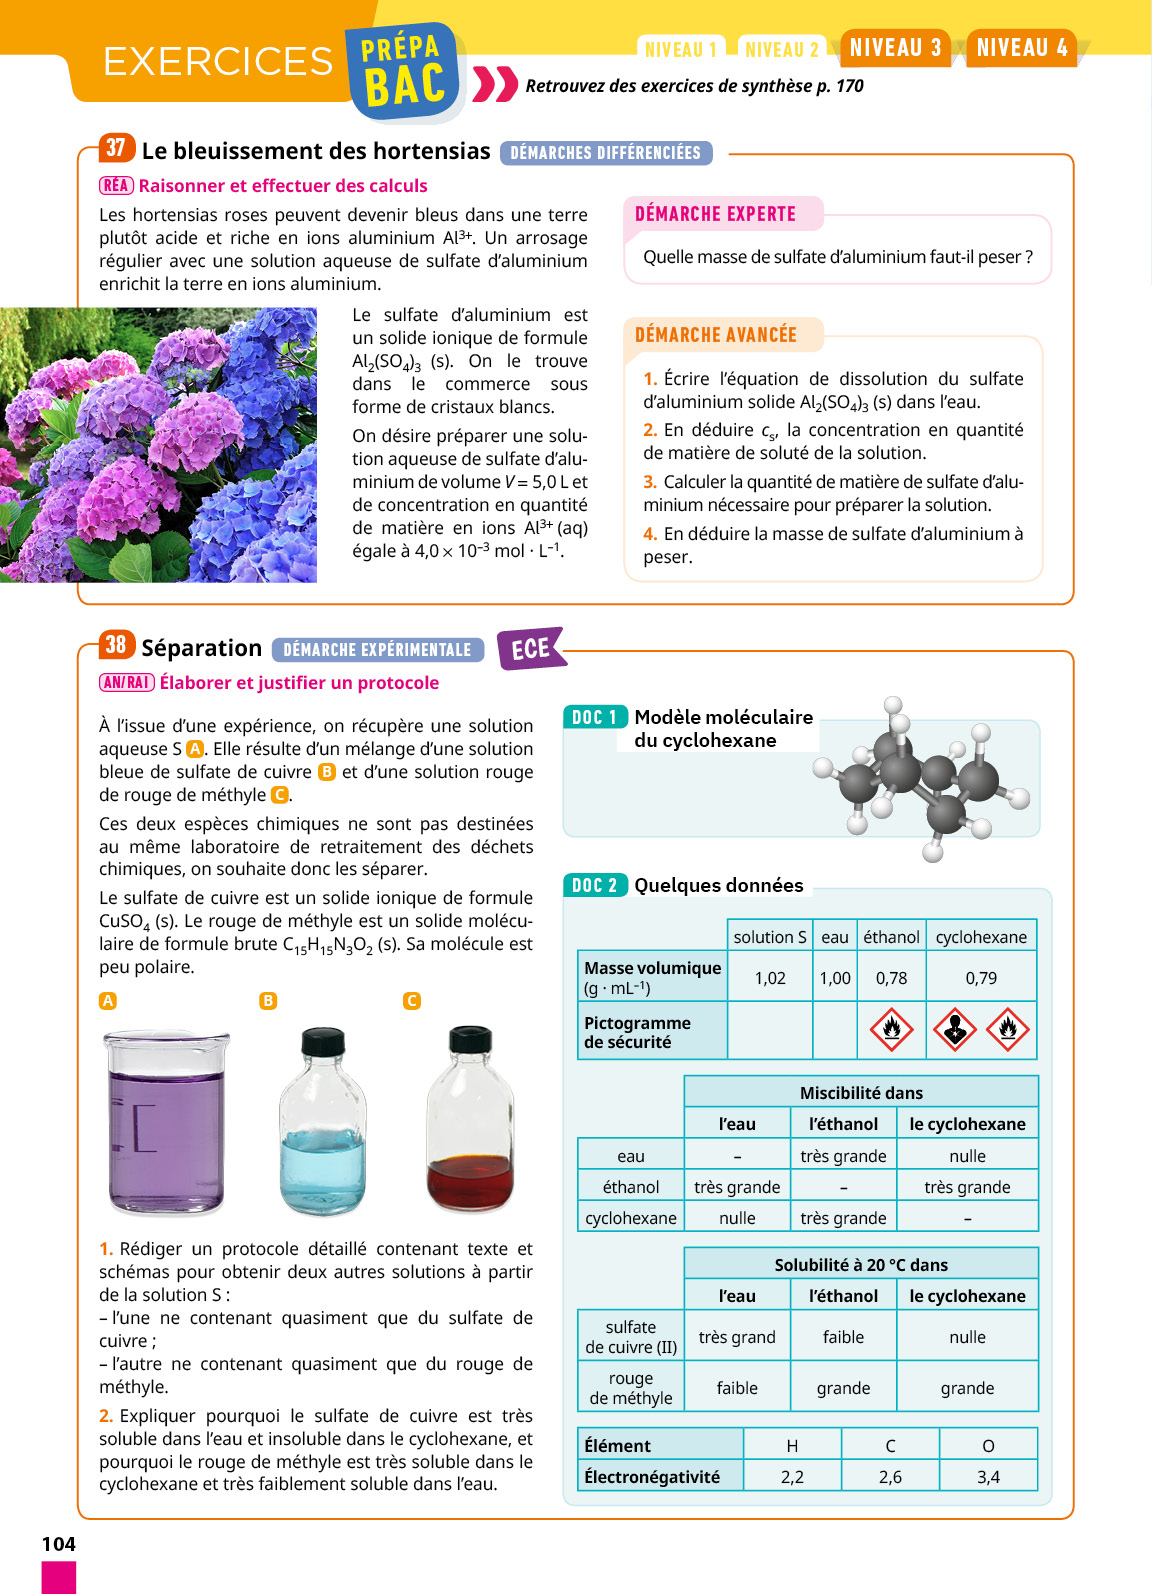 EXERCICES
PRÉPA
BAC
NIVEAU 1
NIVEAU 2
NIVEAU 3
NIVEAU 4
Retrouvez des exercices de synthèse p. 170
37 Le bleuissement des hortensias DÉMARCHES DIFFÉRENCIÉES
RÉA Raisonner et effectuer des calculs
Les hortensias roses peuvent devenir bleus dans une terre
plutôt acide et riche en ions aluminium Al³⁺. Un arrosage
régulier avec une solution aqueuse de sulfate d’aluminium
enrichit la terre en ions aluminium.
Le sulfate d’aluminium est
un solide ionique de formule
Al₂(SO₄)₃ (s). On le trouve
dans le commerce sous
forme de cristaux blancs.
On désire préparer une solu-
tion aqueuse de sulfate d’alu-
minium de volume V = 5,0 L et
de concentration en quantité
de matière en ions Al³⁺ (aq)
égale à 4,0 × 10⁻³ mol · L⁻¹.
DÉMARCHE EXPERTE
Quelle masse de sulfate d’aluminium faut-il peser ?
DÉMARCHE AVANCÉE
1. Écrire l’équation de dissolution du sulfate
d’aluminium solide Al₂(SO₄)₃ (s) dans l’eau.
2. En déduire cₛ, la concentration en quantité
de matière de soluté de la solution.
3. Calculer la quantité de matière de sulfate d’alu-
minium nécessaire pour préparer la solution.
4. En déduire la masse de sulfate d’aluminium à
peser.
38 Séparation DÉMARCHE EXPÉRIMENTALE ECE
AN/RAI Élaborer et justifier un protocole
À l’issue d’une expérience, on récupère une solution
aqueuse S A. Elle résulte d’un mélange d’une solution
bleue de sulfate de cuivre B et d’une solution rouge
de rouge de méthyle C.
Ces deux espèces chimiques ne sont pas destinées
au même laboratoire de retraitement des déchets
chimiques, on souhaite donc les séparer.
Le sulfate de cuivre est un solide ionique de formule
CuSO₄ (s). Le rouge de méthyle est un solide molécu-
laire de formule brute C₁₅H₁₅N₃O₂ (s). Sa molécule est
peu polaire.
A B C
1. Rédiger un protocole détaillé contenant texte et
schémas pour obtenir deux autres solutions à partir
de la solution S :
– l’une ne contenant quasiment que du sulfate de
cuivre ;
– l’autre ne contenant quasiment que du rouge de
méthyle.
2. Expliquer pourquoi le sulfate de cuivre est très
soluble dans l’eau et insoluble dans le cyclohexane, et
pourquoi le rouge de méthyle est très soluble dans le
cyclohexane et très faiblement soluble dans l’eau.
DOC 1 Modèle moléculaire
du cyclohexane
DOC 2 Quelques données
solution S eau éthanol cyclohexane
Masse volumique
(g · mL⁻¹) 1,02 1,00 0,78 0,79
Pictogramme
de sécurité
Miscibilité dans
l’eau l’éthanol le cyclohexane
eau – très grande nulle
éthanol très grande – très grande
cyclohexane nulle très grande –
Solubilité à 20 °C dans
l’eau l’éthanol le cyclohexane
sulfate
de cuivre (II) très grand faible nulle
rouge
de méthyle faible grande grande
Élément H C O
Électronégativité 2,2 2,6 3,4
104